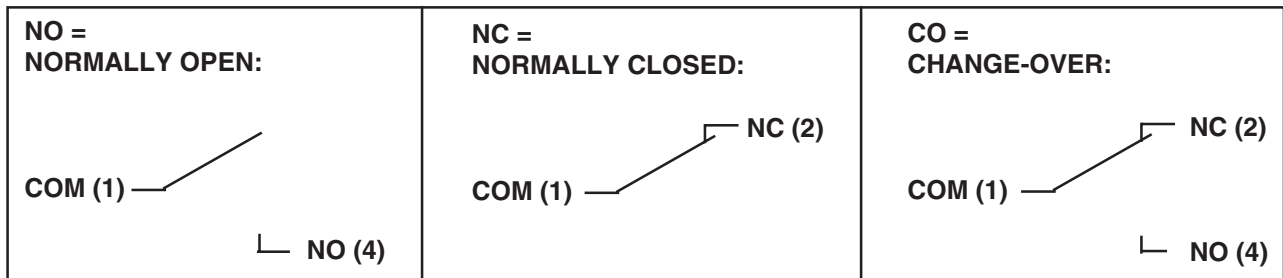 NO =
NORMALLY OPEN:
COM (1)
NO (4)
NC =
NORMALLY CLOSED:
NC (2)
COM (1)
CO =
CHANGE-OVER:
NC (2)
COM (1)
NO (4)